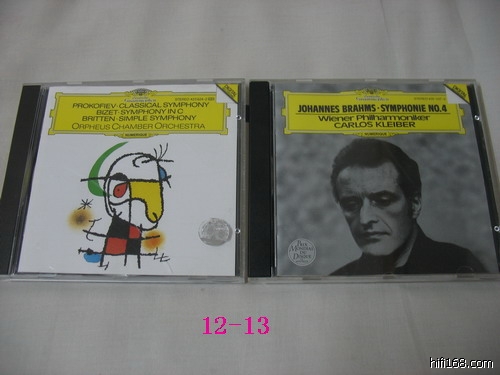 PROKOFIEV · CLASSICAL SYMPHONY
BIZET · SYMPHONY IN C
BRITTEN · SIMPLE SYMPHONY
ORPHEUS CHAMBER ORCHESTRA
JOHANNES BRAHMS · SYMPHONIE NO. 4
Wiener Philharmoniker
CARLOS KLEIBER
12-13
hifi168.com